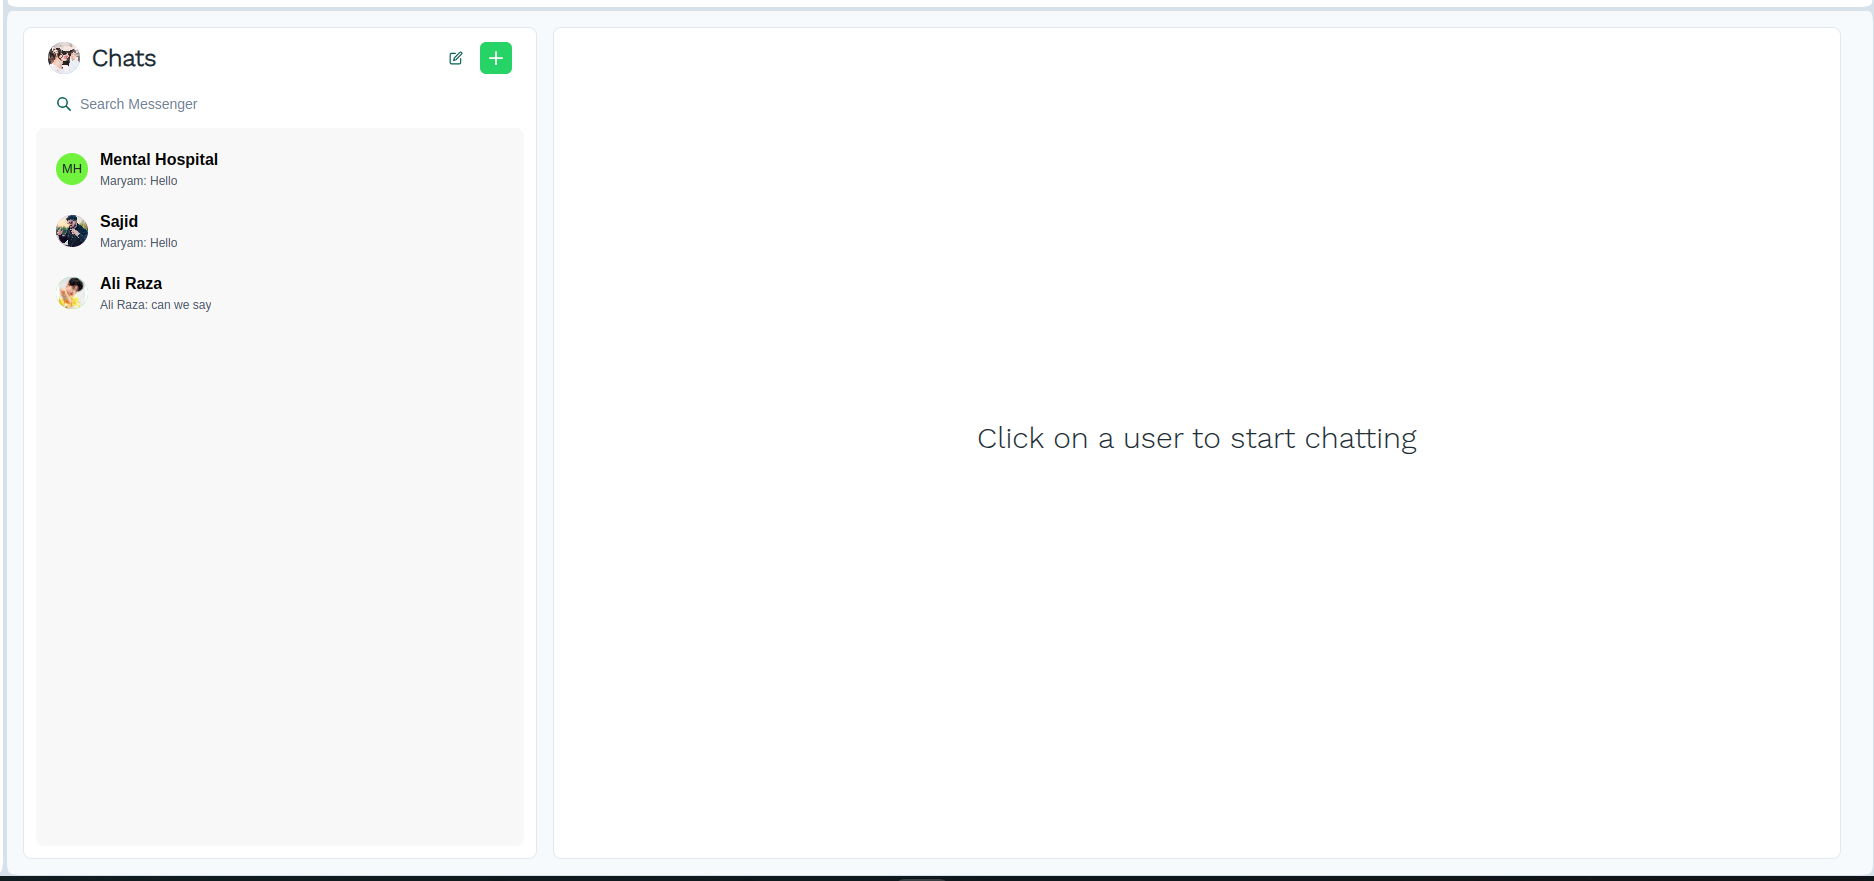 Chats
Search Messenger
MH
Mental Hospital
Maryam: Hello
Sajid
Maryam: Hello
Ali Raza
Ali Raza: can we say
Click on a user to start chatting